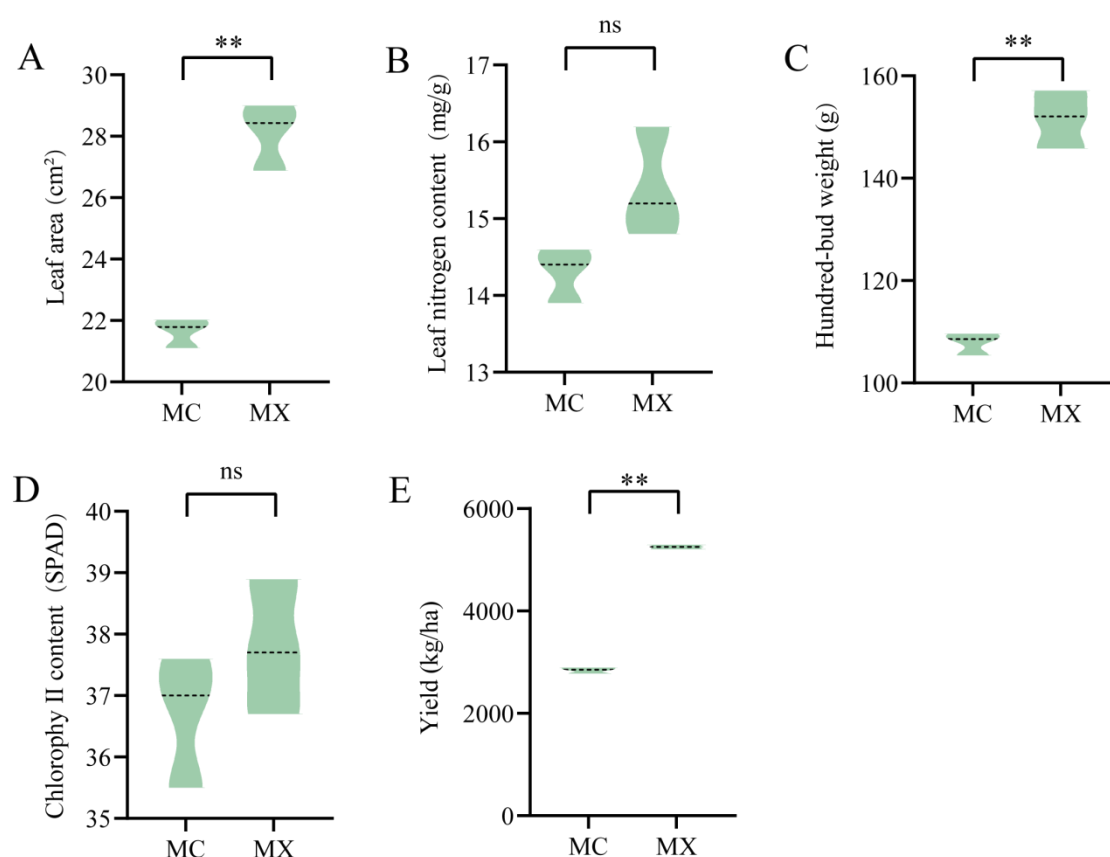 A
**
Leaf area (cm²)
30
28
26
24
22
20
MC
MX
B
ns
Leaf nitrogen content (mg/g)
17
16
15
14
13
MC
MX
C
**
Hundred-bud weight (g)
160
140
120
100
MC
MX
D
ns
Chlorophy II content (SPAD)
40
39
38
37
36
35
MC
MX
E
**
Yield (kg/ha)
6000
4000
2000
0
MC
MX